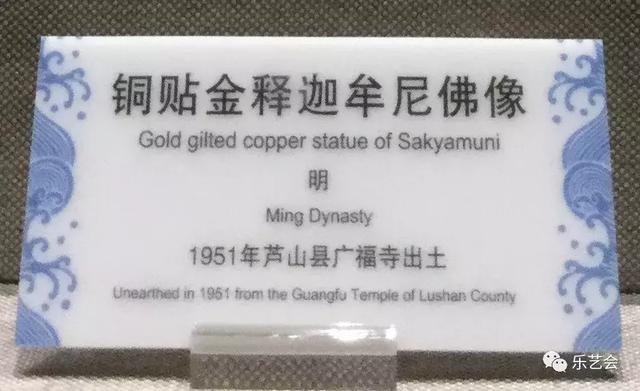 铜贴金释迦牟尼佛像
Gold gilted copper statue of Sakyamuni
明
Ming Dynasty
1951年芦山县广福寺出土
Unearthed in 1951 from the Guangfu Temple of Lushan County
乐艺会